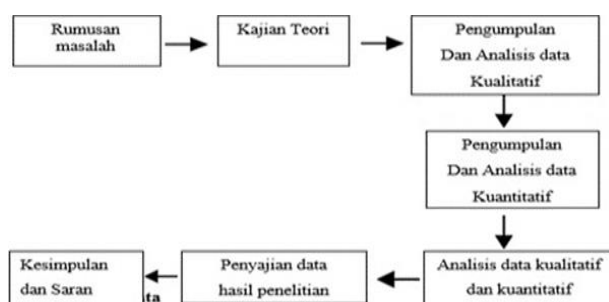 Rumusan
masalah
Kajian Teori
Pengumpulan
Dan Analisis data
Kualitatif
Pengumpulan
Dan Analisis data
Kuantitatif
Analisis data kualitatif
dan kuantitatif
Penyajian data
hasil penelitian
Kesimpulan
dan Saran
ta